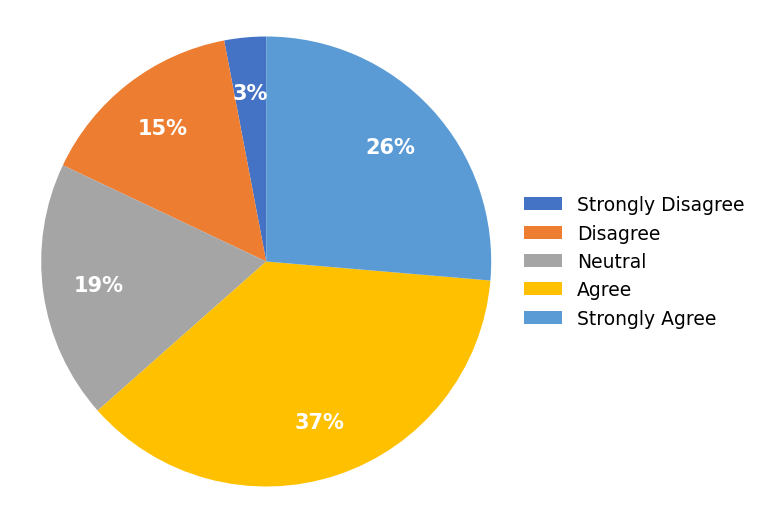 3%
15%
26%
19%
37%
Strongly Disagree
Disagree
Neutral
Agree
Strongly Agree